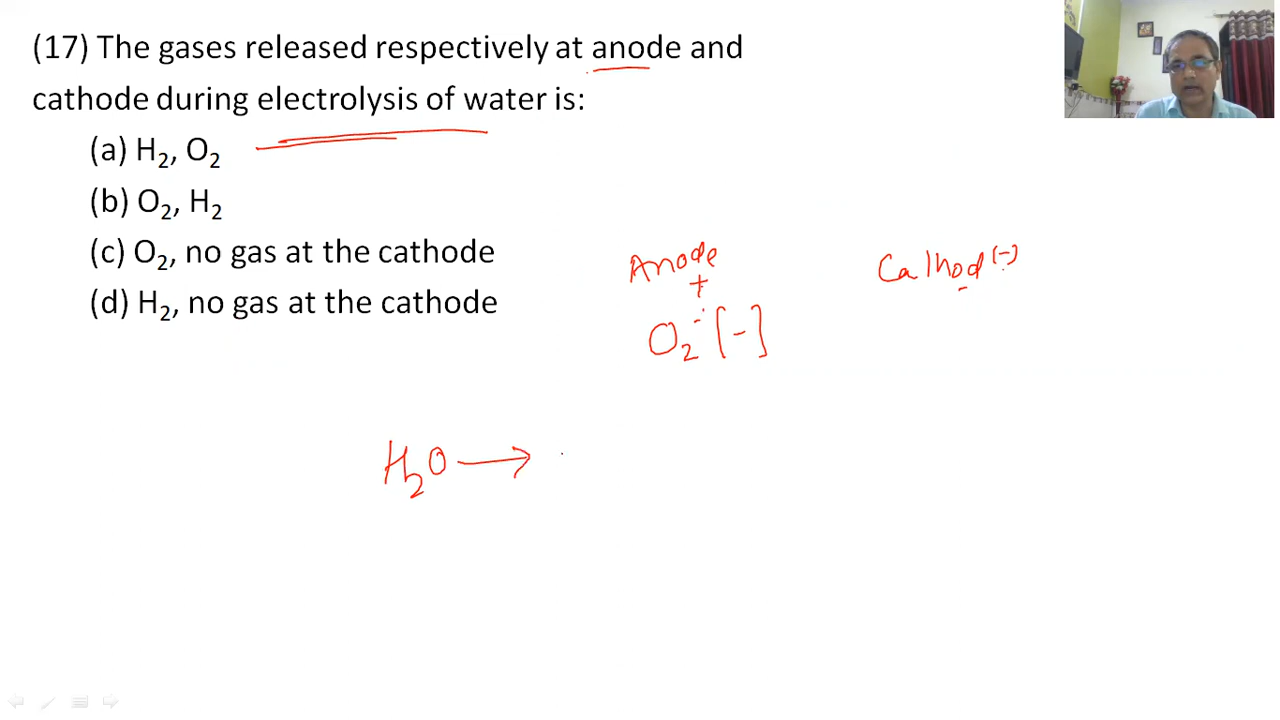 (17) The gases released respectively at anode and
cathode during electrolysis of water is:
(a) H₂, O₂
(b) O₂, H₂
(c) O₂, no gas at the cathode
(d) H₂, no gas at the cathode
Anode Cathod (-)
+
O₂⁻⁻ [-]
H₂O →